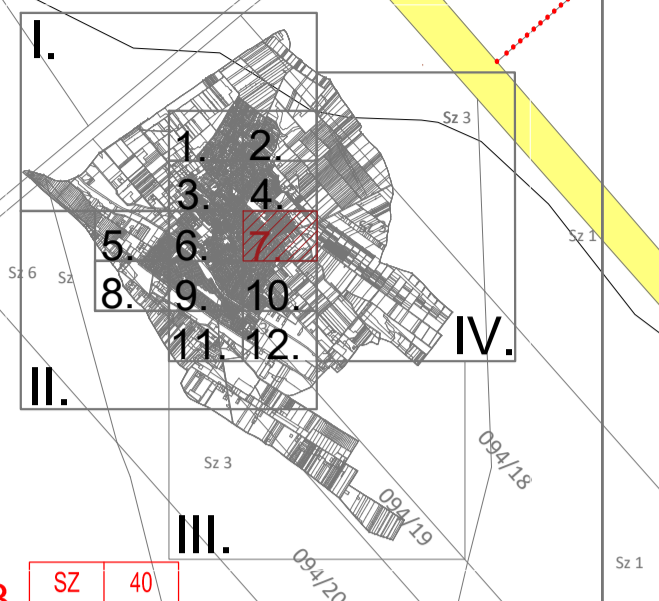 I.
Sz 3
1. 2.
3. 4.
5. 6. 7.
Sz 1
Sz 6 Sz
8. 9. 10.
11. 12. IV.
II.
094/18
Sz 3
094/19
III.
094/20
Sz 1
SZ 40